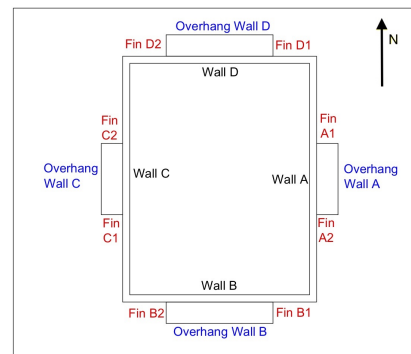 Overhang Wall D
Fin D2
Fin D1
N
Wall D
Fin
C2
Fin
A1
Overhang
Wall C
Wall C
Wall A
Overhang
Wall A
Fin
C1
Fin
A2
Wall B
Fin B2
Fin B1
Overhang Wall B